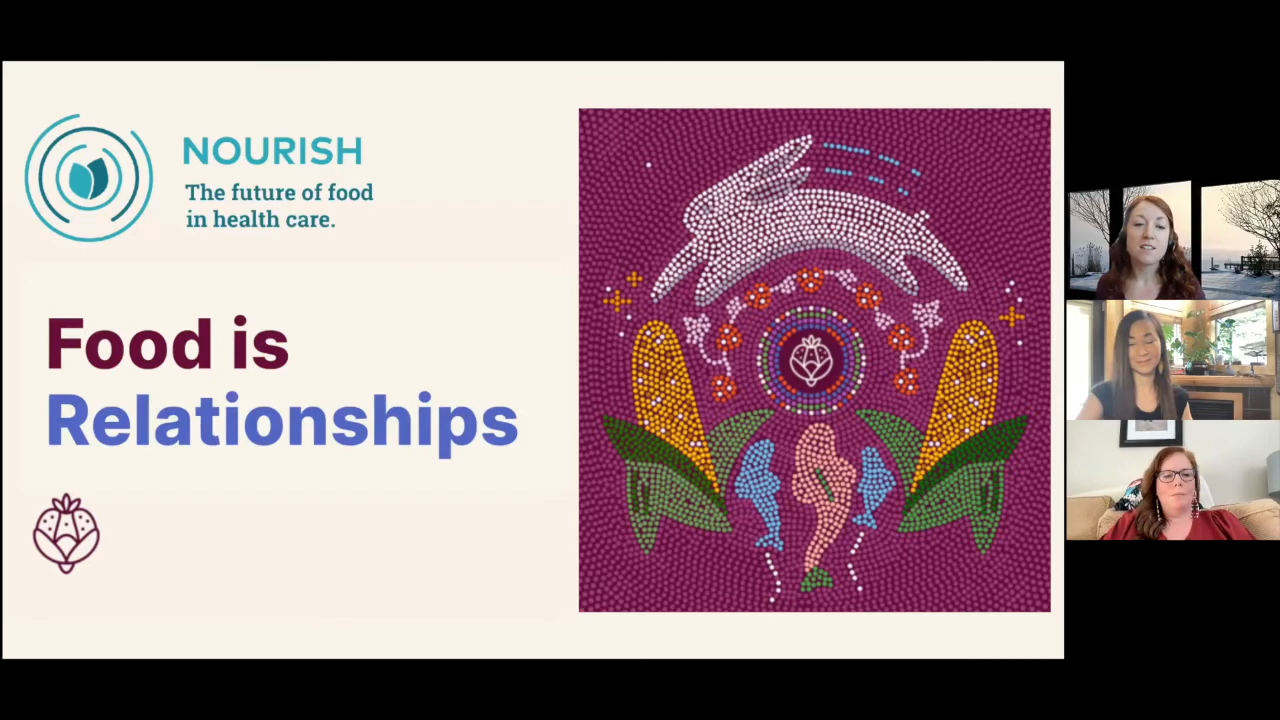 NOURISH
The future of food
in health care.
Food is
Relationships